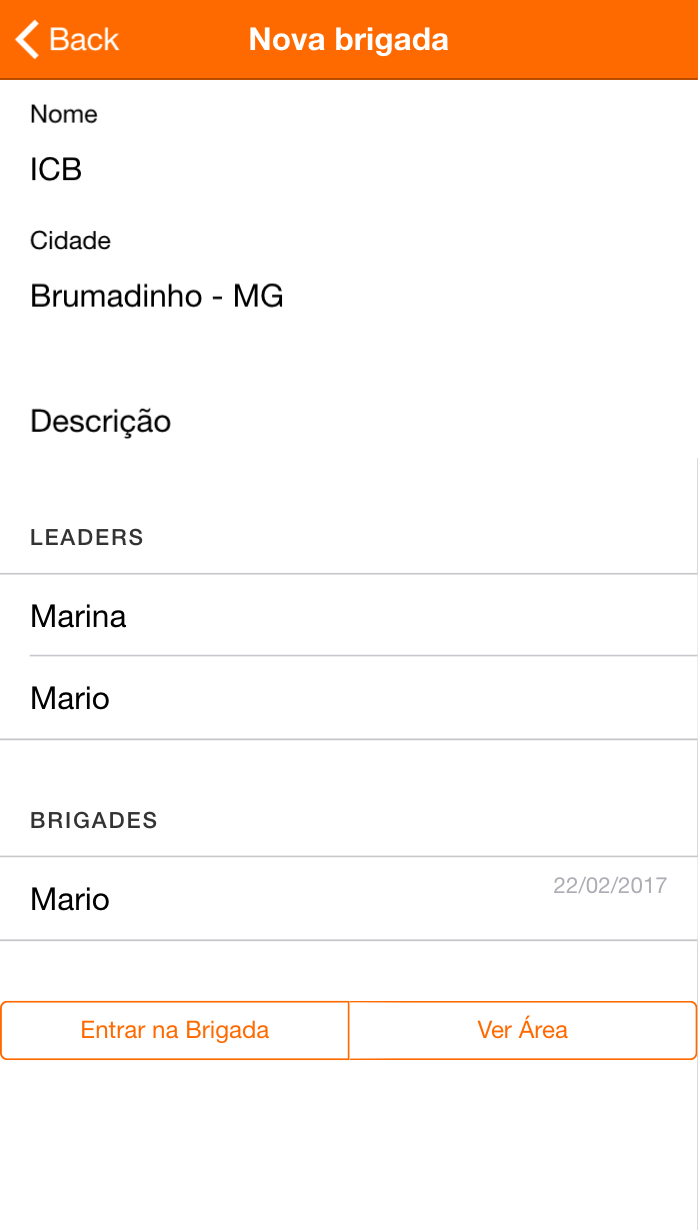 Back
Nova brigada
Nome
ICB
Cidade
Brumadinho - MG
Descrição
LEADERS
Marina
Mario
BRIGADES
Mario
22/02/2017
Entrar na Brigada
Ver Área